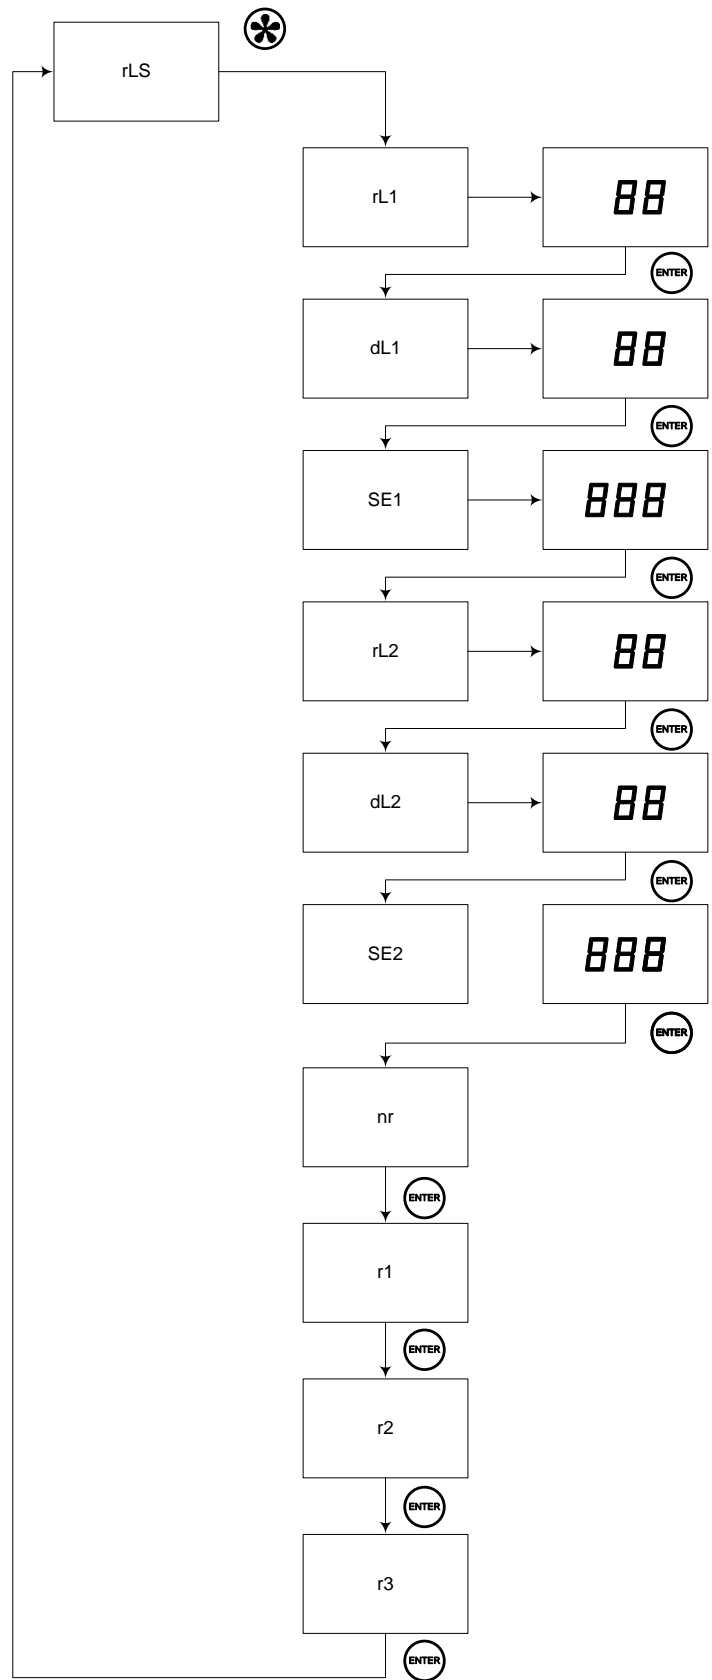 rLS
rL1
88
ENTER
dL1
88
ENTER
SE1
888
ENTER
rL2
88
ENTER
dL2
88
ENTER
SE2
888
ENTER
nr
ENTER
r1
ENTER
r2
ENTER
r3
ENTER